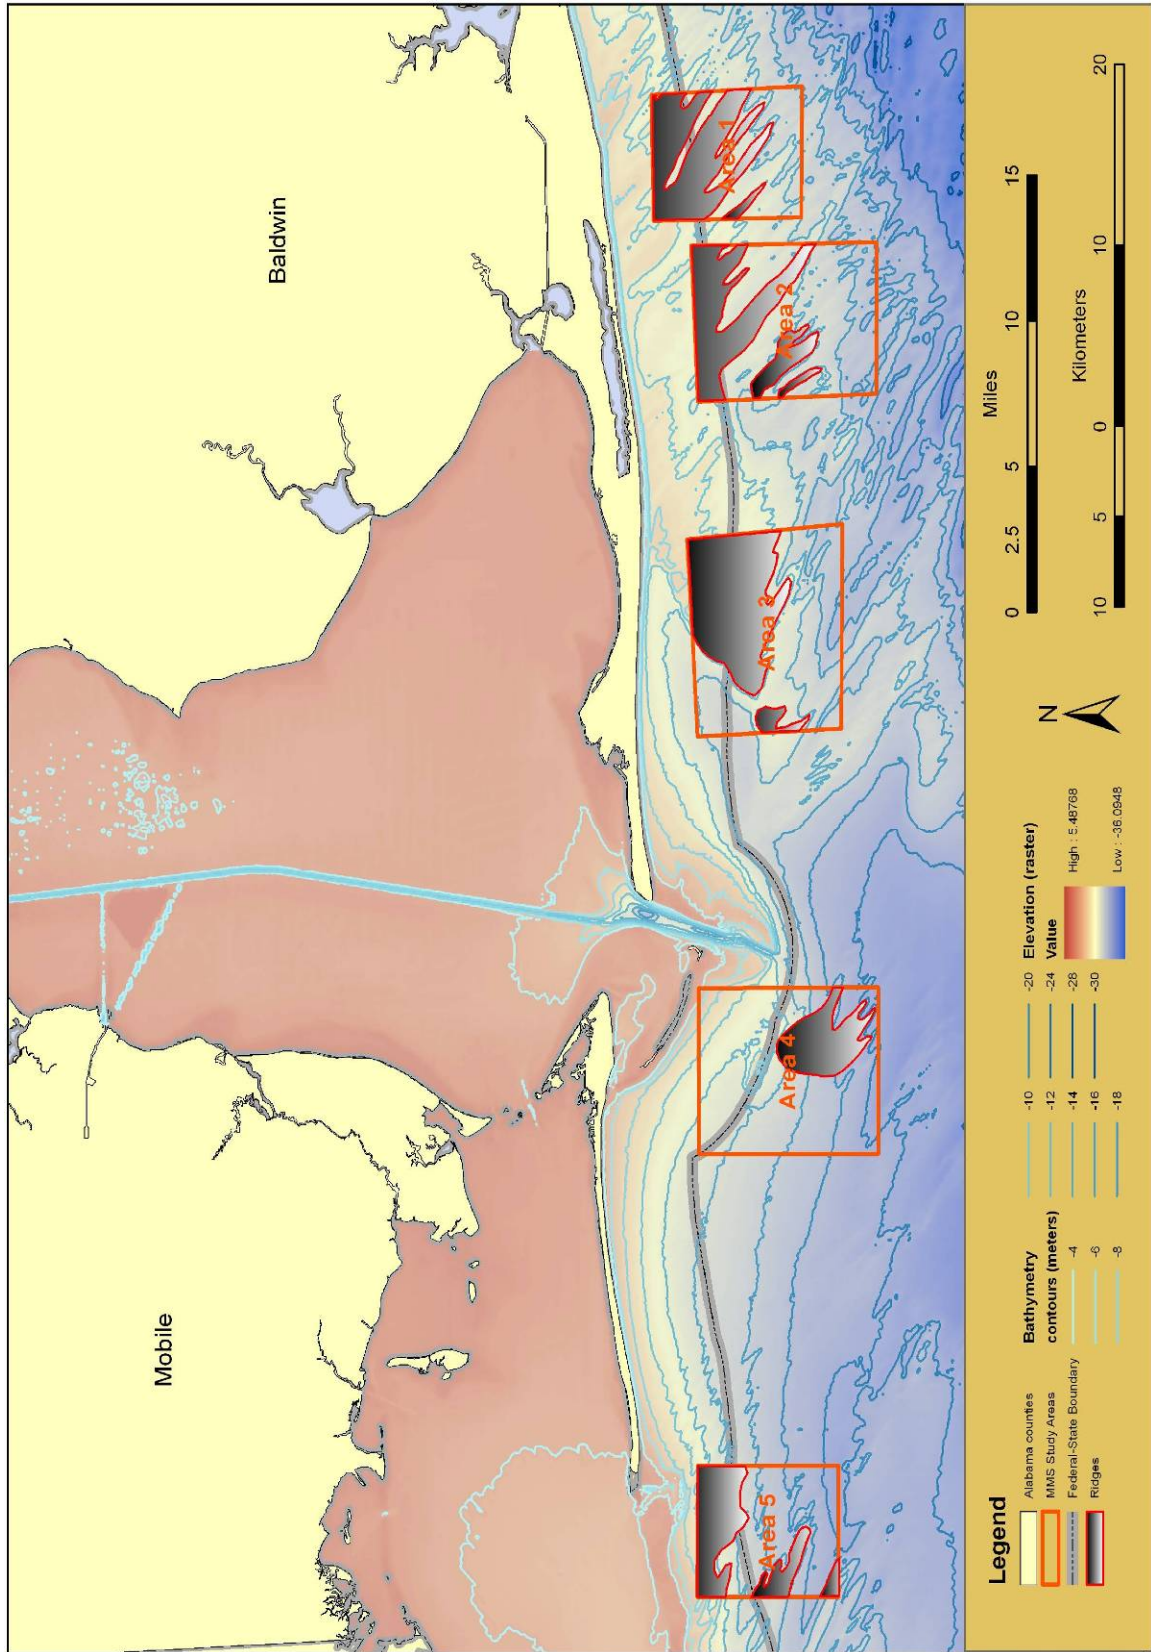 Mobile
Baldwin
Area 5
Area 4
Area 3
Area 2
Area 1
Legend
Alabama counties
MMS Study Areas
Federal-State Boundary
Ridges
Bathymetry
contours (meters)
-4
-6
-8
-10
-12
-14
-16
-18
-20
-24
-28
-30
Elevation (raster)
Value
High : 5.48768
Low : -36.0948
N
Miles
0 2.5 5 10 15
Kilometers
10 5 0 10 20